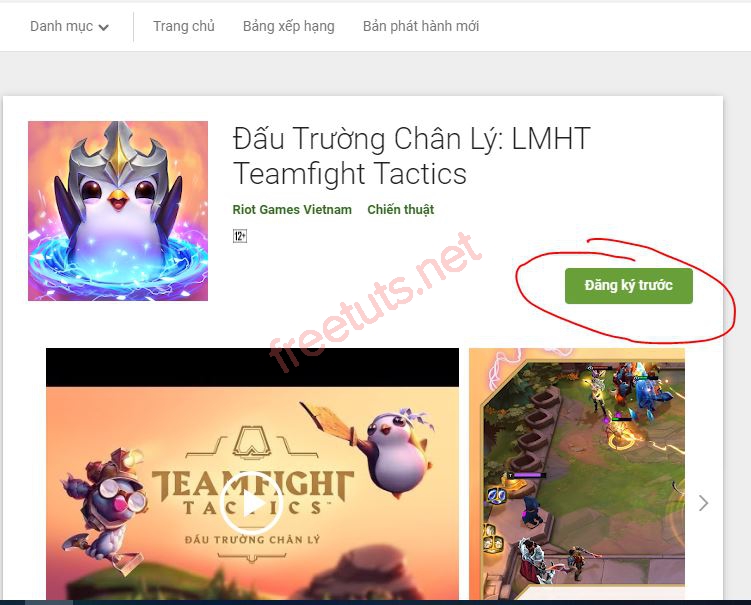 Danh mục
Trang chủ
Bảng xếp hạng
Bản phát hành mới
Đấu Trường Chân Lý: LMHT
Teamfight Tactics
Riot Games Vietnam
Chiến thuật
12+
Đăng ký trước
freetuts.net
TEAMFIGHT
TACTICS
ĐẤU TRƯỜNG CHÂN LÝ